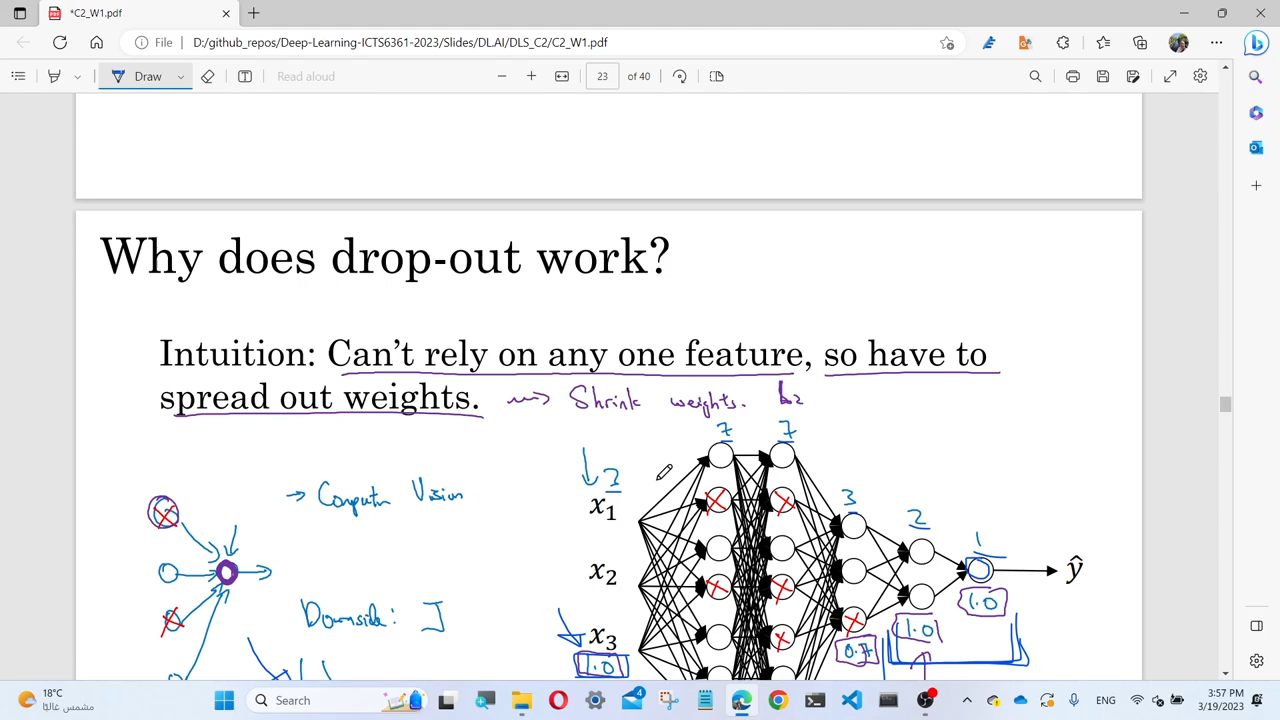 *C2_W1.pdf
File D:/github_repos/Deep-Learning-ICTS6361-2023/Slides/DL.AI/DLS_C2/C2_W1.pdf
Draw
Read aloud
23 of 40
Why does drop-out work?
Intuition: Can't rely on any one feature, so have to
spread out weights. Shrink weights. L2
7 7
3
x1
→ Computer Vision
3
2
1
x2
ŷ
1.0
Downside: J
x3
1.0
1.0
0.7
18°C
مشمس غالبًا
Search
ENG
3:57 PM
3/19/2023